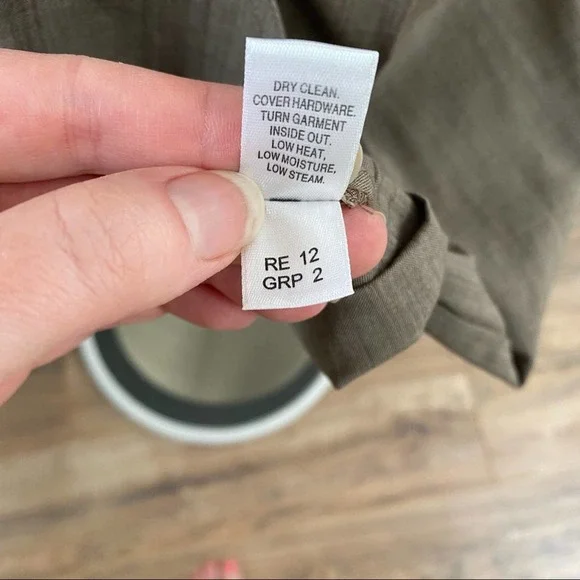 DRY CLEAN.
COVER HARDWARE.
TURN GARMENT
INSIDE OUT.
LOW HEAT,
LOW MOISTURE,
LOW STEAM.
RE 12
GRP 2